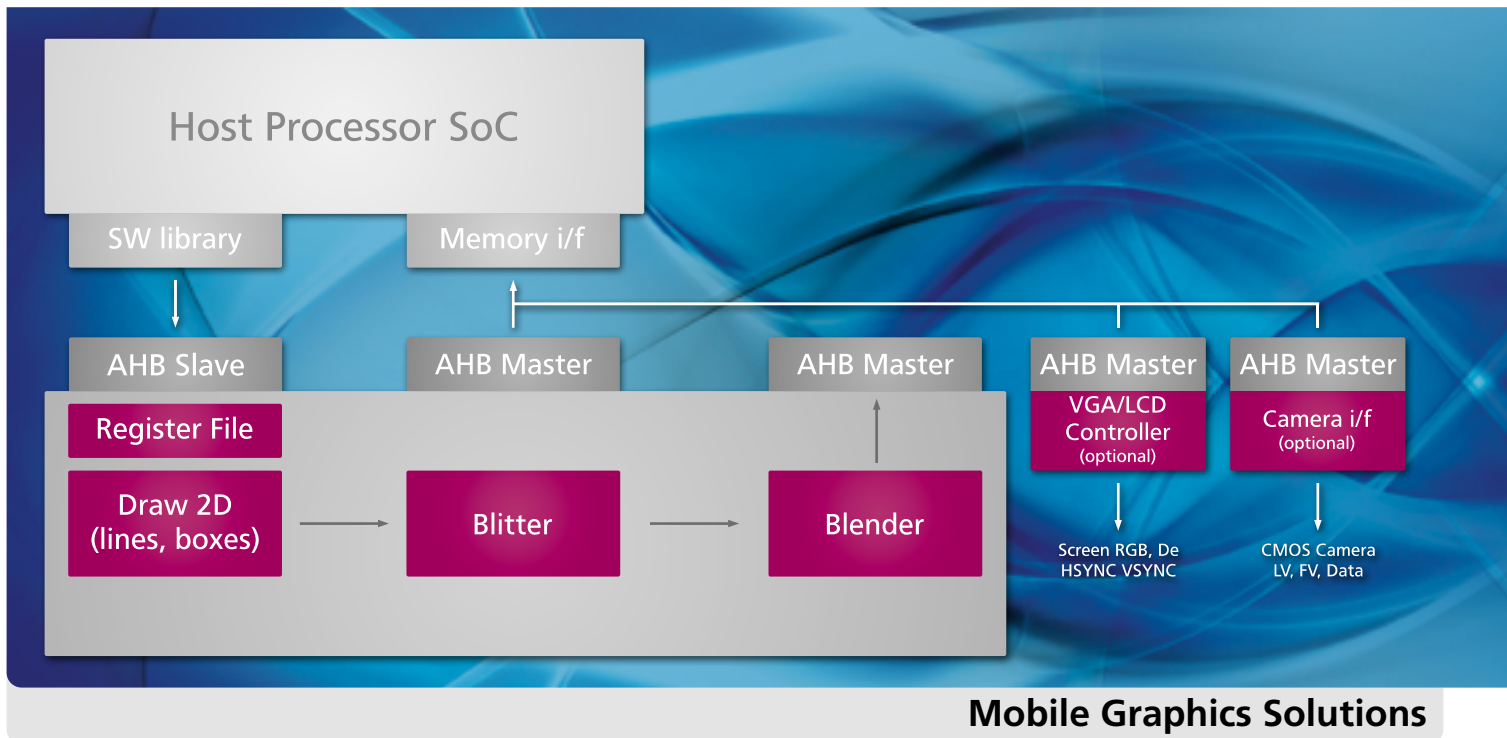 Host Processor SoC
SW library
Memory i/f
AHB Slave
AHB Master
AHB Master
AHB Master
AHB Master
Register File
VGA/LCD
Controller
(optional)
Camera i/f
(optional)
Draw 2D
(lines, boxes)
Blitter
Blender
Screen RGB, De
HSYNC VSYNC
CMOS Camera
LV, FV, Data
Mobile Graphics Solutions